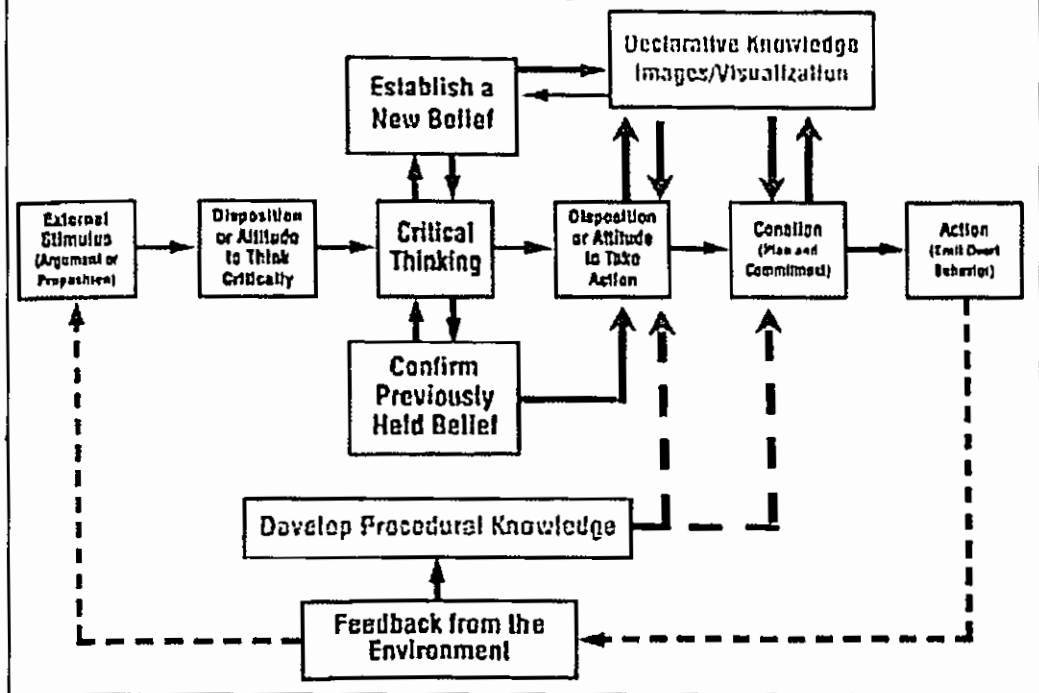 Declarative Knowledge
Images/Visualization
Establish a
New Belief
External
Stimulus
(Argument or
Proposition)
Disposition
or Attitude
to Think
Critically
Critical
Thinking
Disposition
or Attitude
to Take
Action
Conation
(Plan and
Commitment)
Action
(Emit Overt
Behavior)
Confirm
Previously
Held Belief
Develop Procedural Knowledge
Feedback from the
Environment